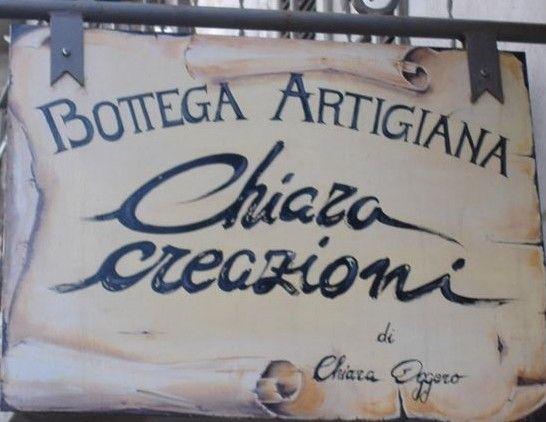 BOTTEGA ARTIGIANA
Chiara
creazioni
di
Chiara Oggero